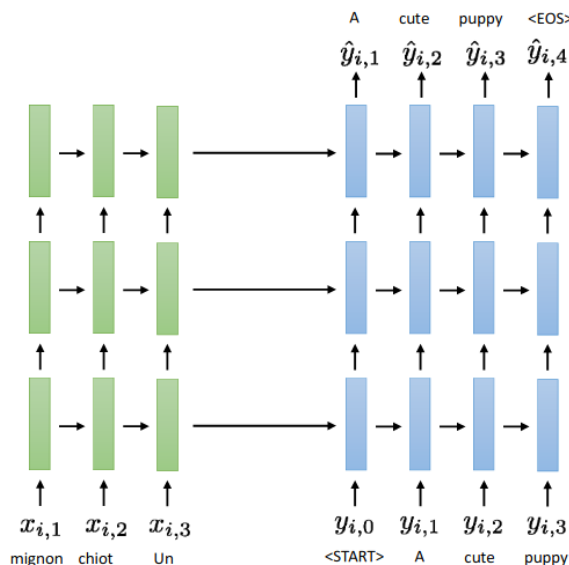 A cute puppy <EOS>
ŷi,1 ŷi,2 ŷi,3 ŷi,4
xi,1 xi,2 xi,3 yi,0 yi,1 yi,2 yi,3
mignon chiot Un <START> A cute puppy